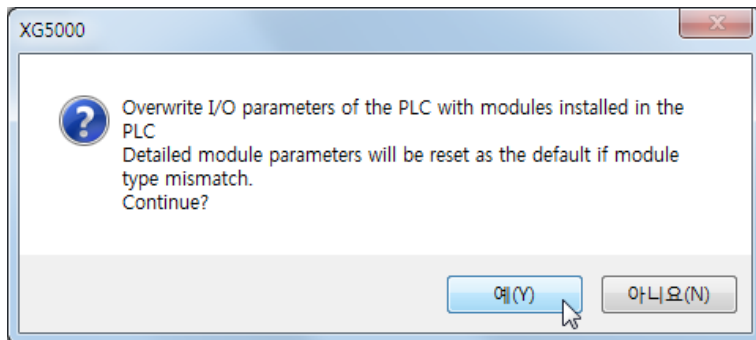 XG5000
Overwrite I/O parameters of the PLC with modules installed in the
PLC
Detailed module parameters will be reset as the default if module
type mismatch.
Continue?
예(Y)
아니요(N)